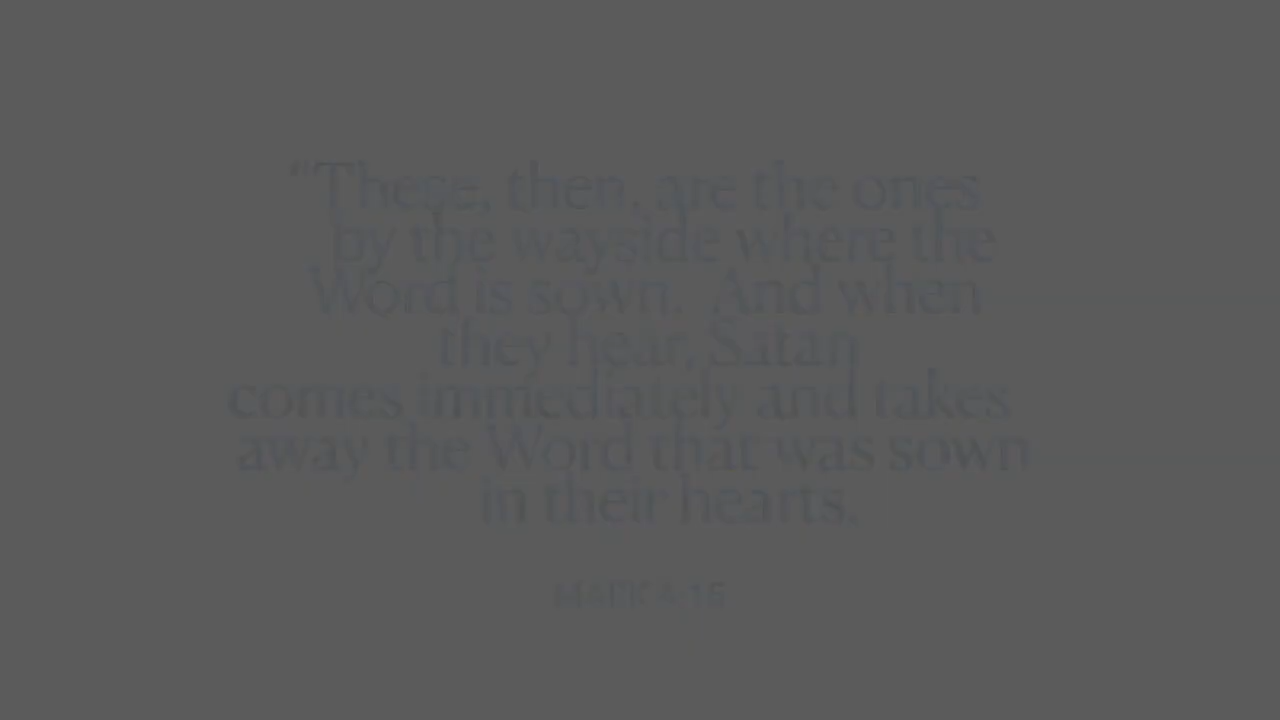 “These, then, are the ones
by the wayside where the
Word is sown. And when
they hear, Satan
comes immediately and takes
away the Word that was sown
in their hearts.
MARK 4:15